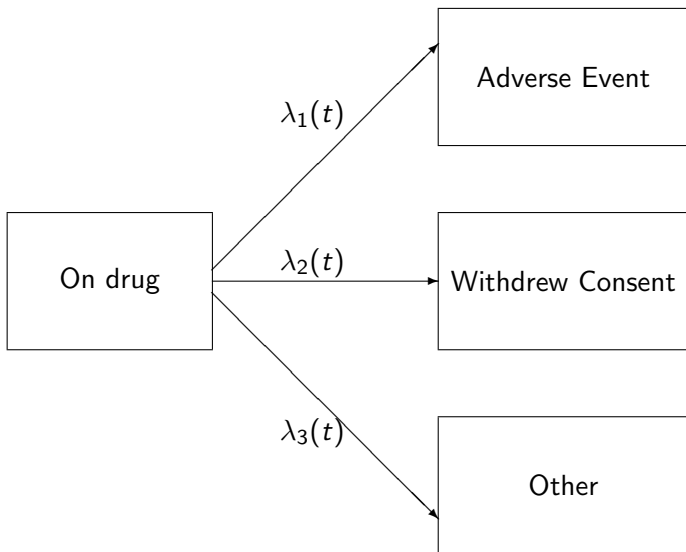 Adverse Event
λ₁(t)
On drug
λ₂(t)
Withdrew Consent
λ₃(t)
Other